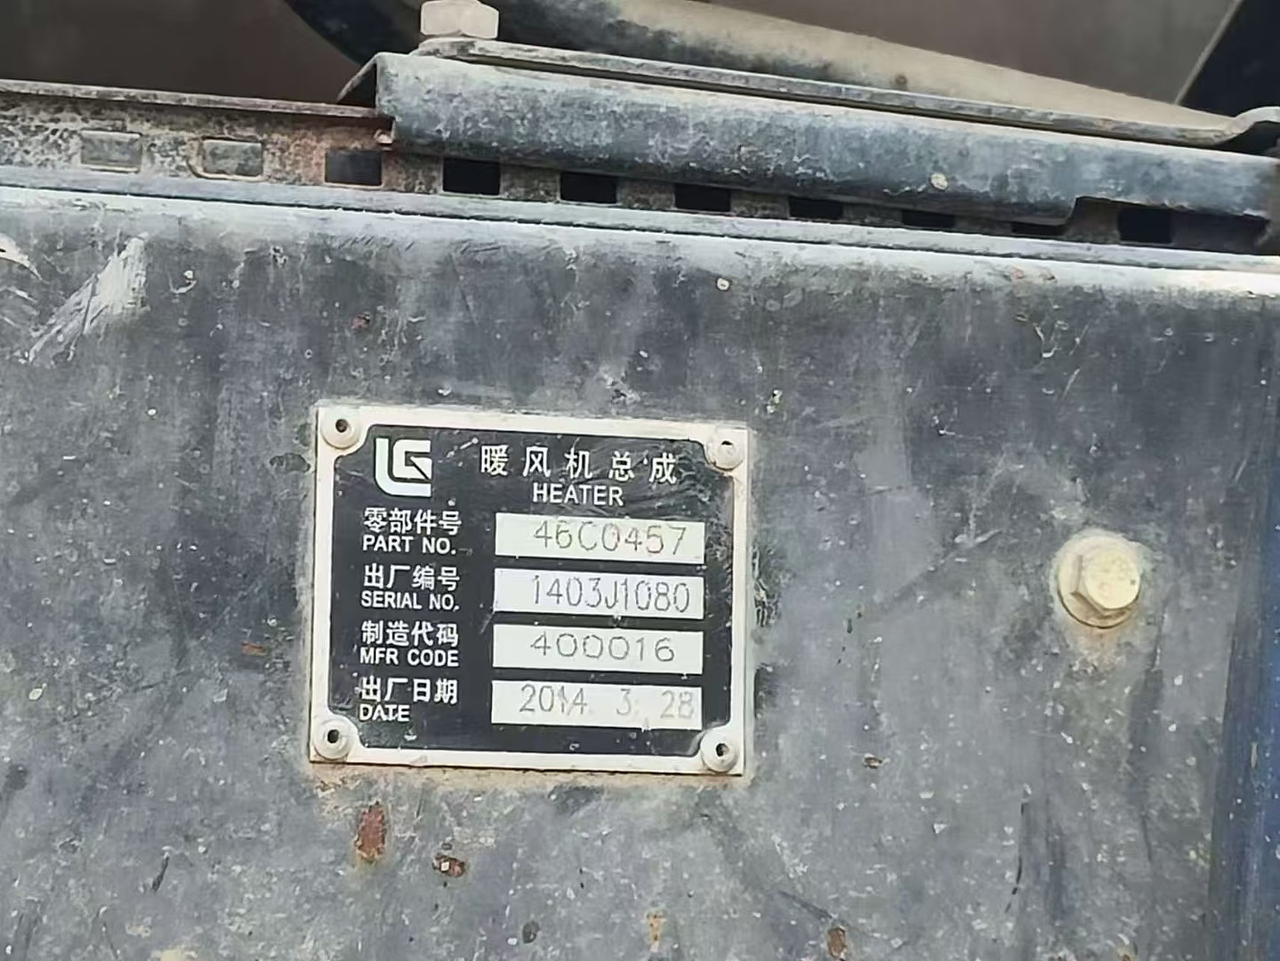 LG 暖风机总成
HEATER
零部件号 46C0457
PART NO.
出厂编号 1403J1080
SERIAL NO.
制造代码 400016
MFR CODE
出厂日期 2014. 3. 28
DATE